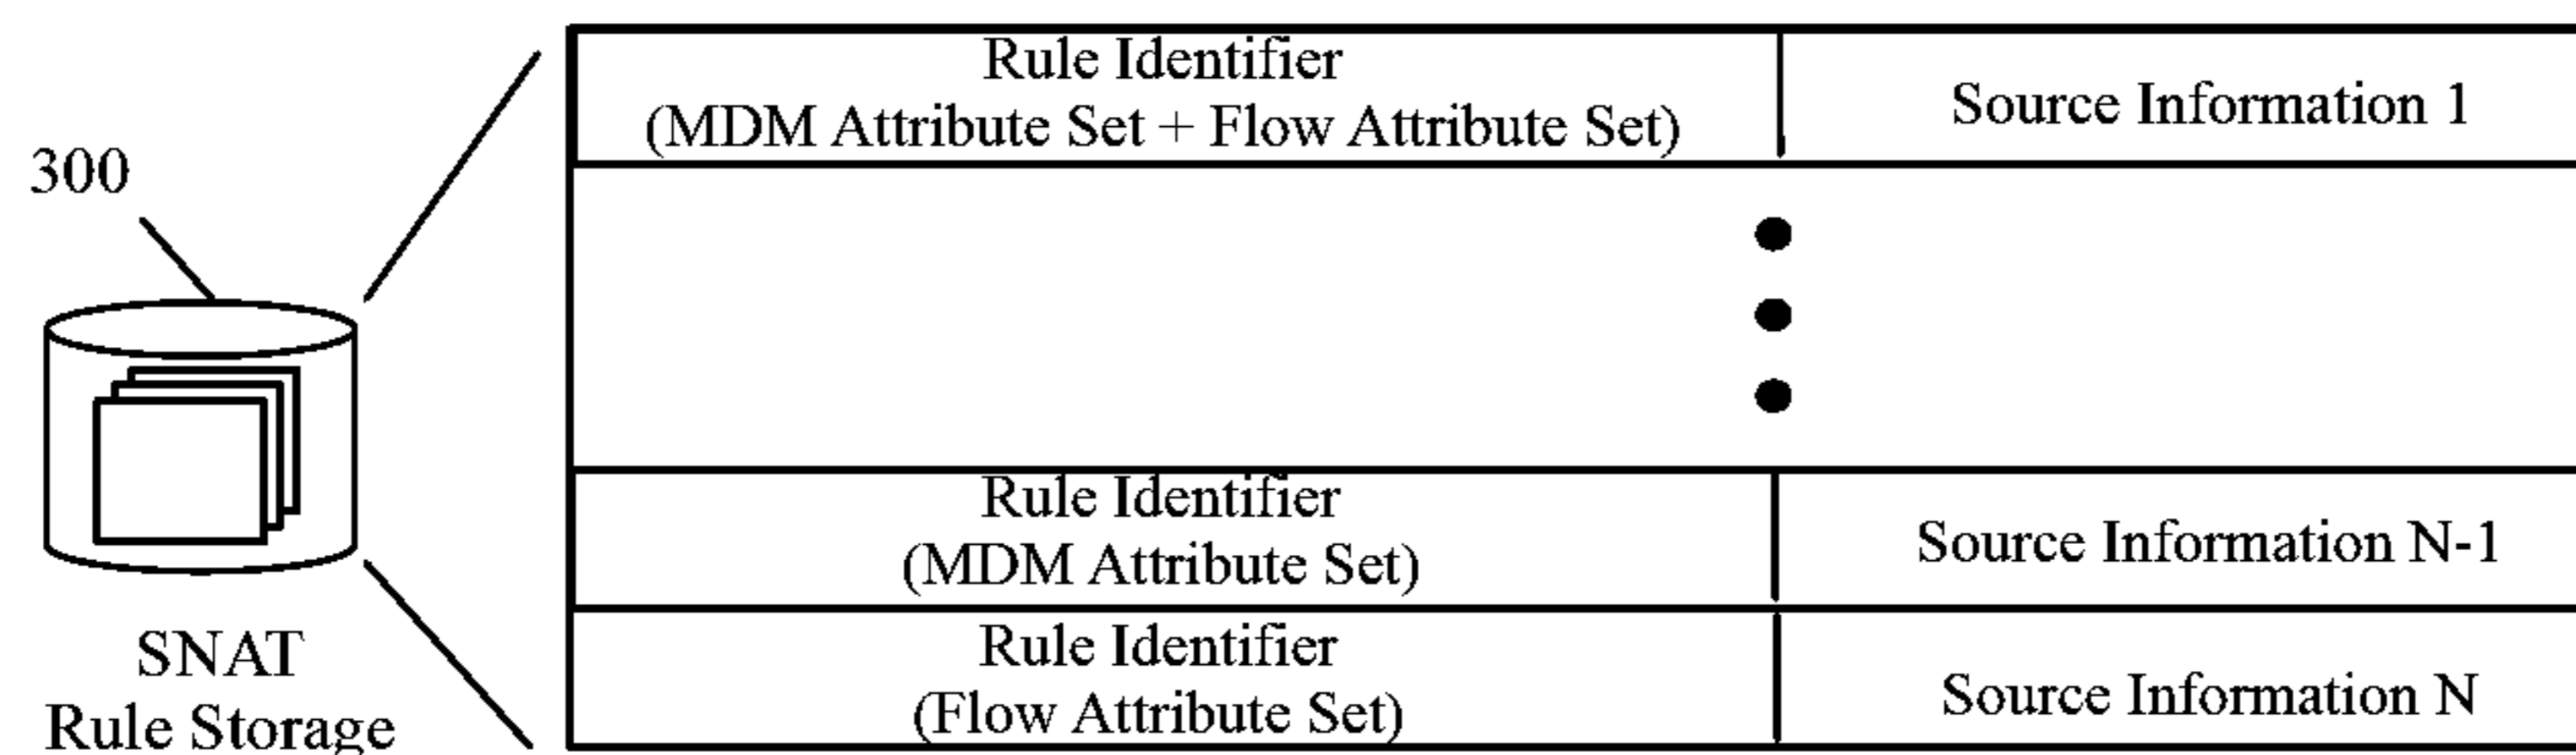 300
SNAT
Rule Storage
Rule Identifier
(MDM Attribute Set + Flow Attribute Set)
Source Information 1
Rule Identifier
(MDM Attribute Set)
Source Information N-1
Rule Identifier
(Flow Attribute Set)
Source Information N